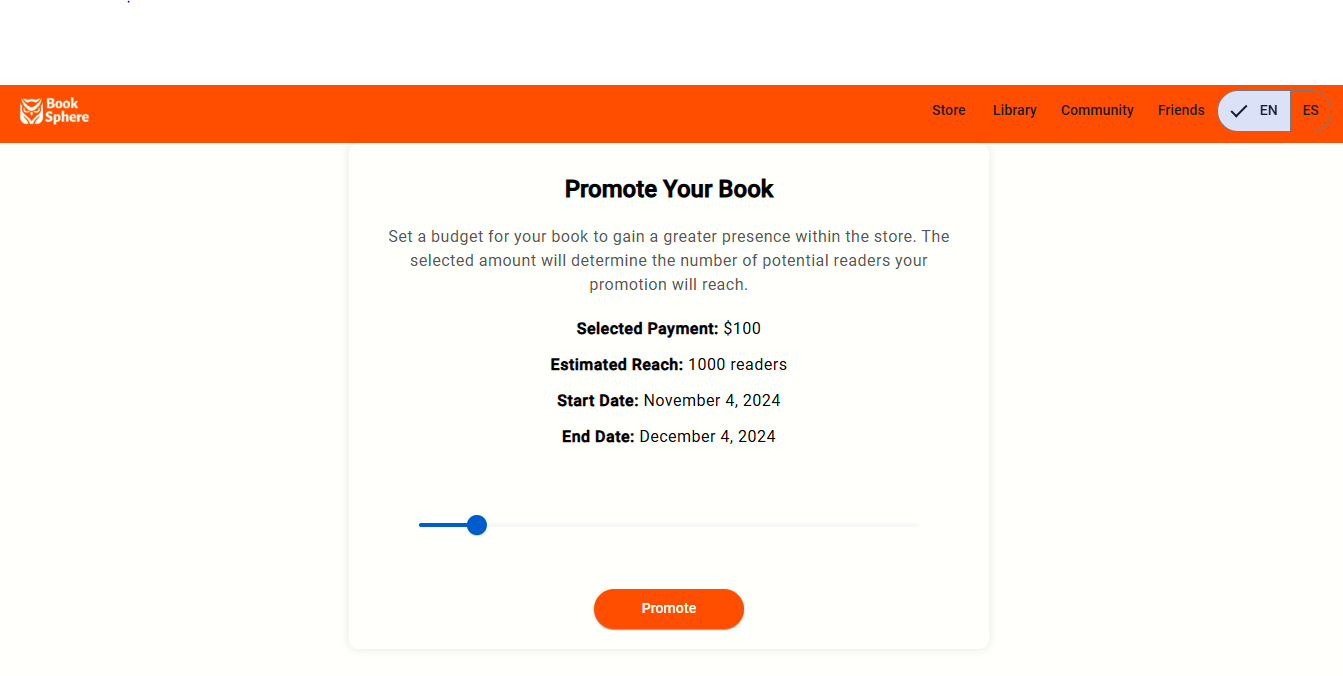 Book
Sphere
Store Library Community Friends EN ES
Promote Your Book
Set a budget for your book to gain a greater presence within the store. The
selected amount will determine the number of potential readers your
promotion will reach.
Selected Payment: $100
Estimated Reach: 1000 readers
Start Date: November 4, 2024
End Date: December 4, 2024
Promote